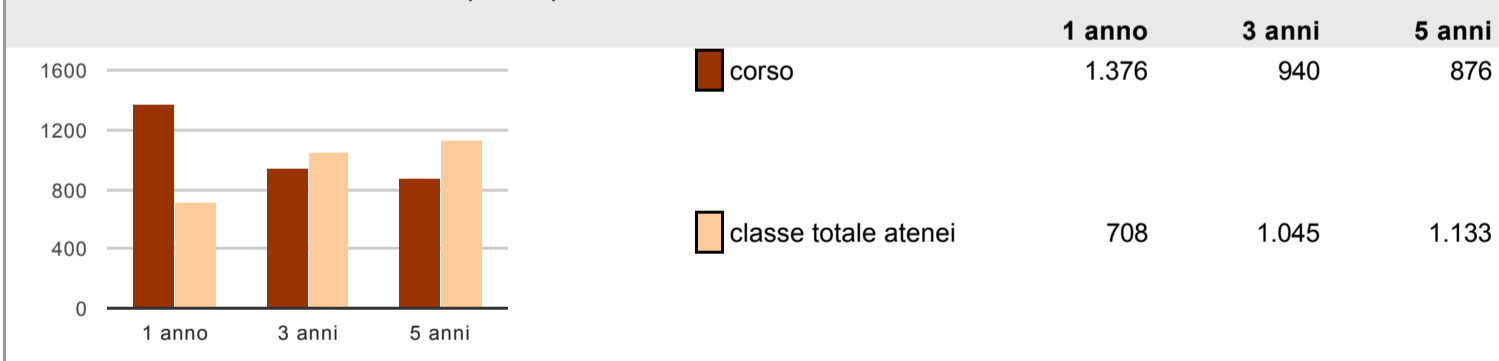 1 anno 3 anni 5 anni
1600
corso 1.376 940 876
1200
800
classe totale atenei 708 1.045 1.133
400
0
1 anno 3 anni 5 anni